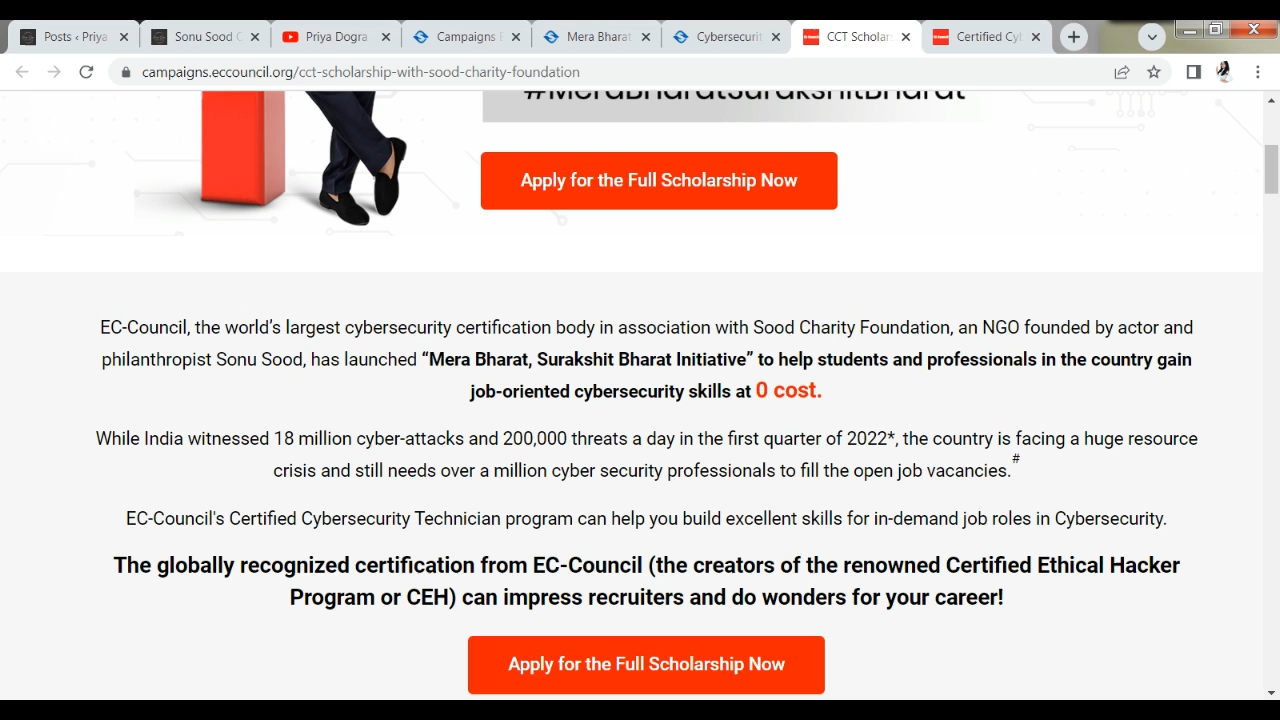 Posts ‹ Priya
Sonu Sood C
Priya Dogra
Campaigns
Mera Bharat
Cybersecurit
CCT Scholar
Certified Cy
campaigns.eccouncil.org/cct-scholarship-with-sood-charity-foundation
#MeraBharatSurakshitBharat
Apply for the Full Scholarship Now
EC-Council, the world’s largest cybersecurity certification body in association with Sood Charity Foundation, an NGO founded by actor and
philanthropist Sonu Sood, has launched “Mera Bharat, Surakshit Bharat Initiative” to help students and professionals in the country gain
job-oriented cybersecurity skills at 0 cost.
While India witnessed 18 million cyber-attacks and 200,000 threats a day in the first quarter of 2022*, the country is facing a huge resource
crisis and still needs over a million cyber security professionals to fill the open job vacancies.#
EC-Council's Certified Cybersecurity Technician program can help you build excellent skills for in-demand job roles in Cybersecurity.
The globally recognized certification from EC-Council (the creators of the renowned Certified Ethical Hacker
Program or CEH) can impress recruiters and do wonders for your career!
Apply for the Full Scholarship Now